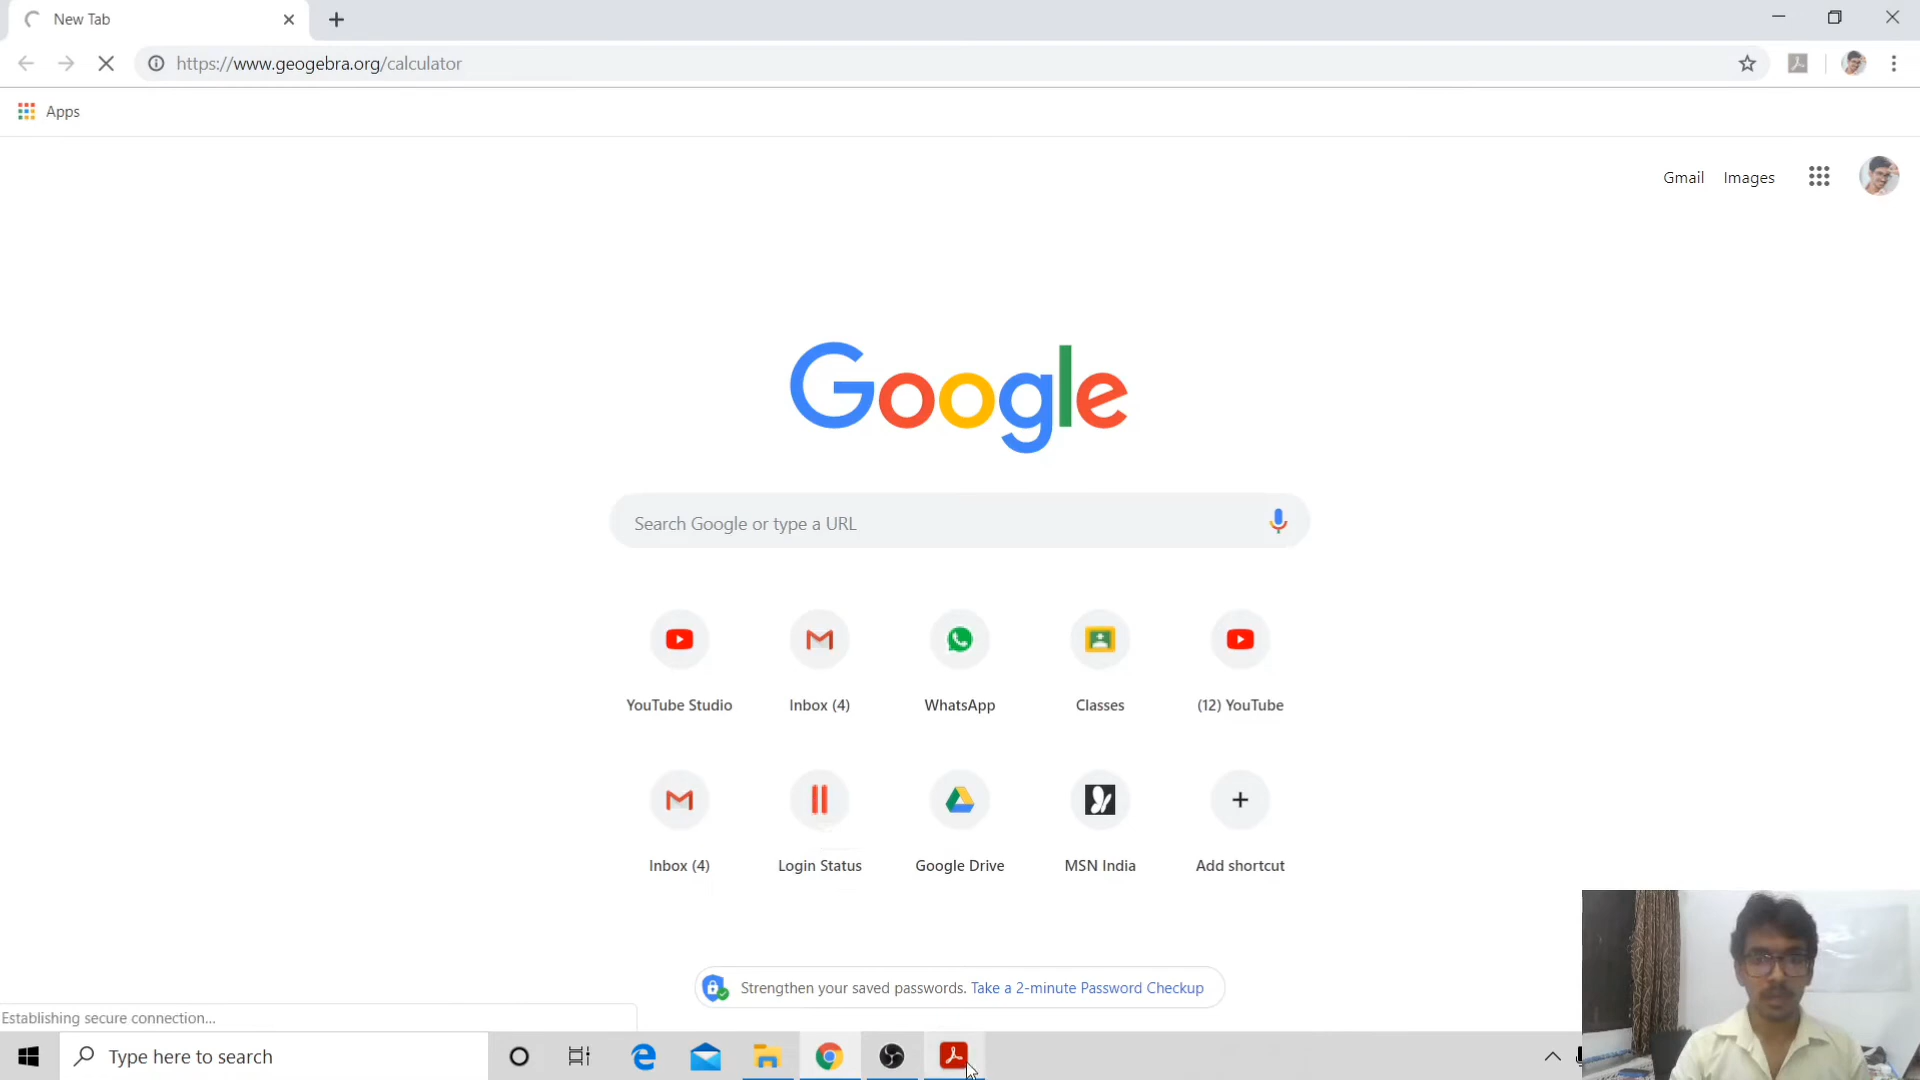 New Tab
https://www.geogebra.org/calculator
Apps
Gmail Images
Google
Search Google or type a URL
YouTube Studio
Inbox (4)
WhatsApp
Classes
(12) YouTube
Inbox (4)
Login Status
Google Drive
MSN India
Add shortcut
Strengthen your saved passwords. Take a 2-minute Password Checkup
Establishing secure connection...
Type here to search